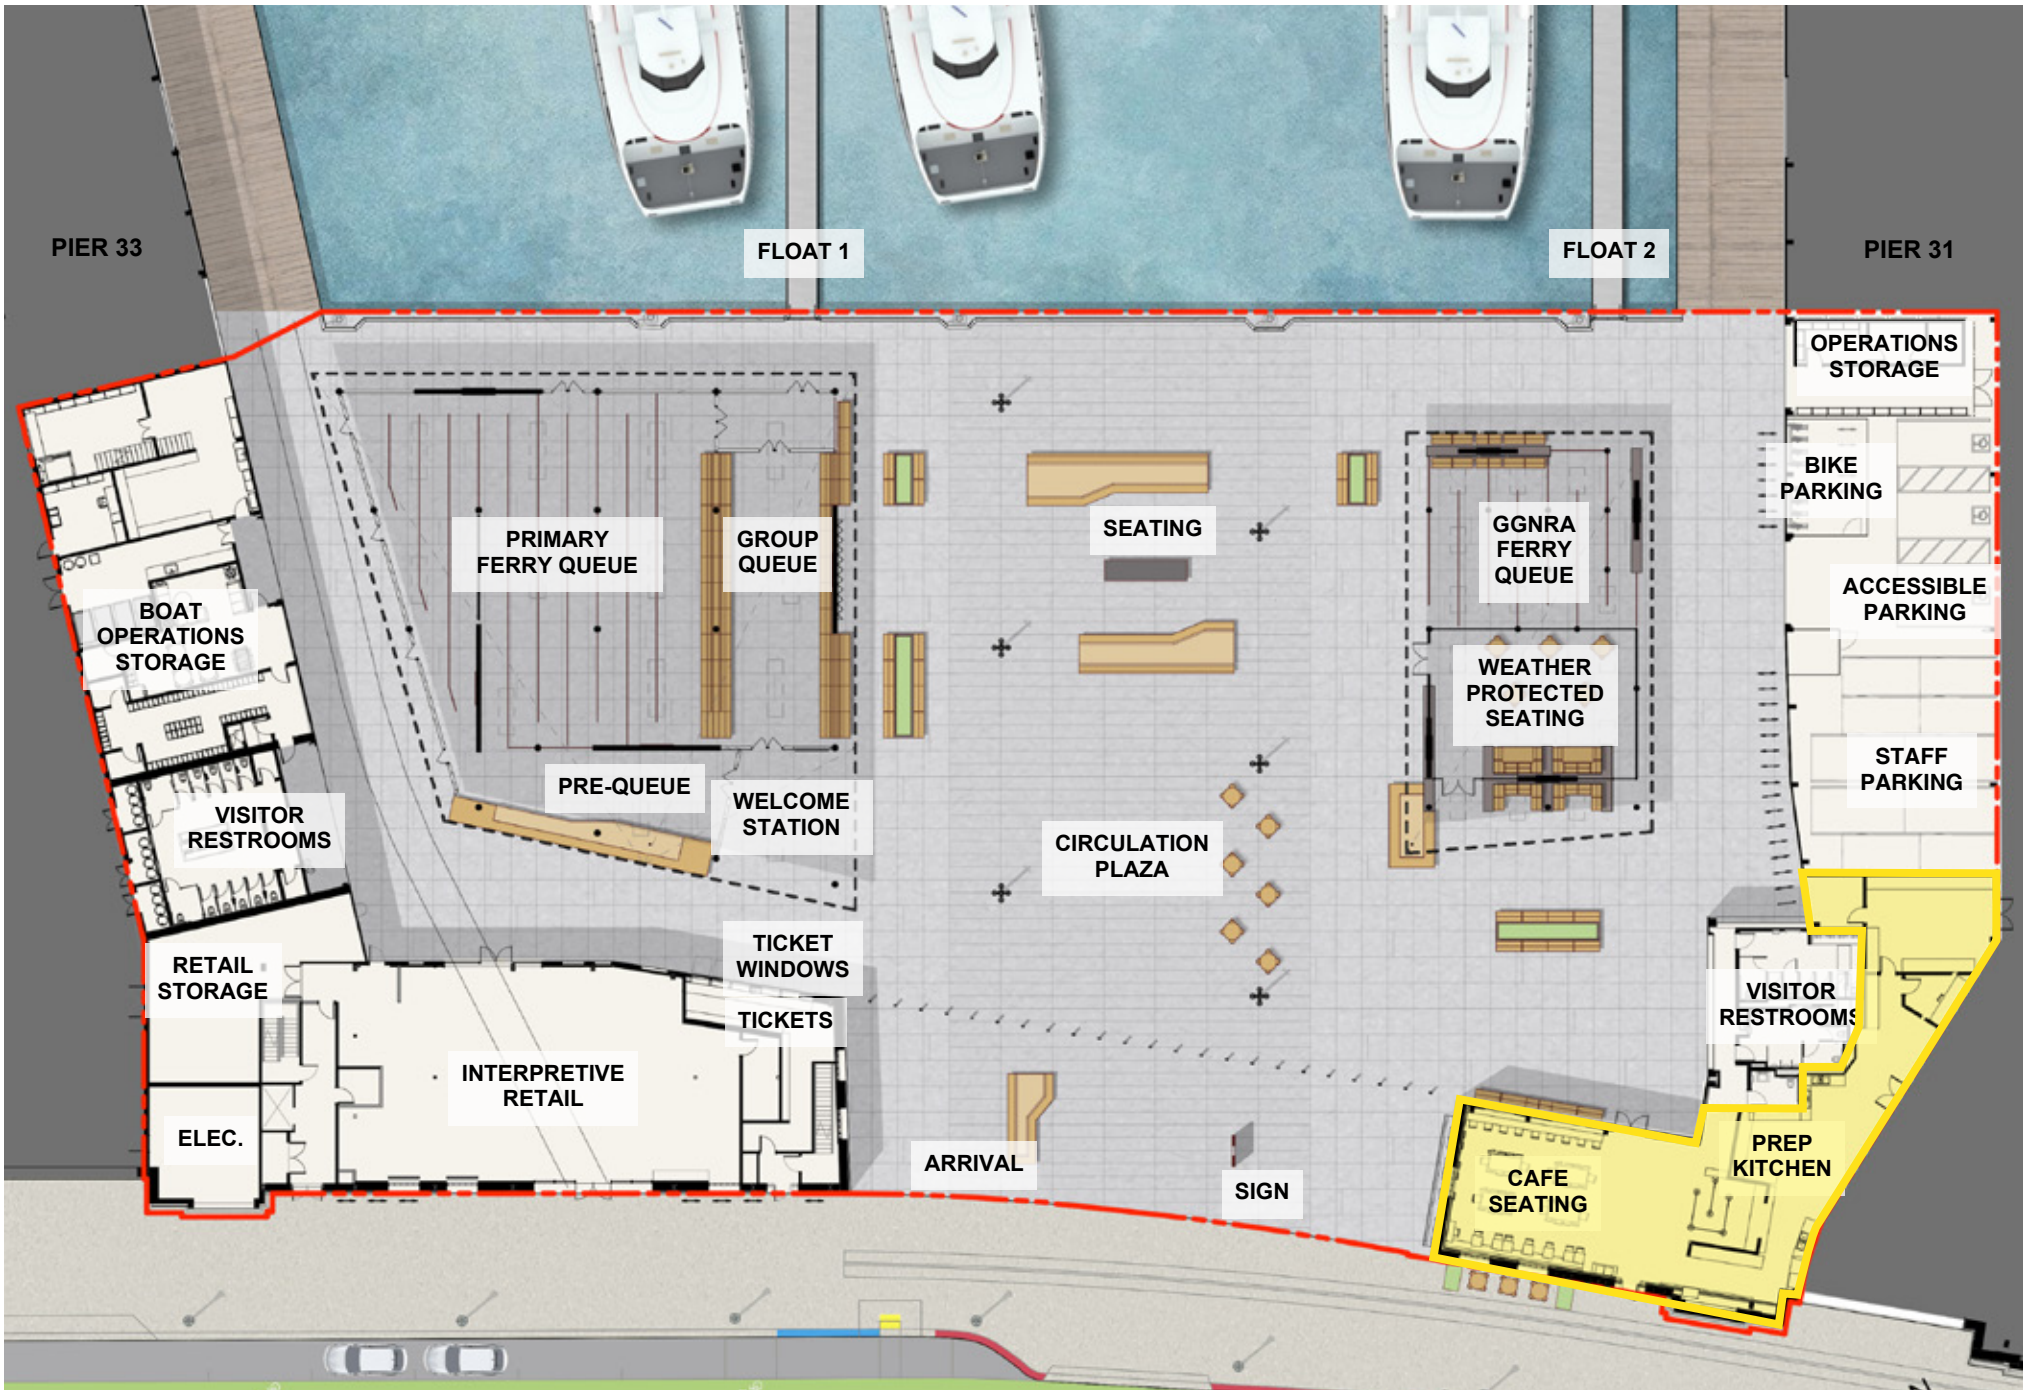 PIER 33
FLOAT 1
FLOAT 2
PIER 31
OPERATIONS
STORAGE
BIKE
PARKING
PRIMARY
FERRY QUEUE
GROUP
QUEUE
SEATING
GGNRA
FERRY
QUEUE
ACCESSIBLE
PARKING
BOAT
OPERATIONS
STORAGE
WEATHER
PROTECTED
SEATING
STAFF
PARKING
PRE-QUEUE
WELCOME
STATION
VISITOR
RESTROOMS
CIRCULATION
PLAZA
TICKET
WINDOWS
RETAIL
STORAGE
VISITOR
RESTROOMS
TICKETS
INTERPRETIVE
RETAIL
ELEC.
ARRIVAL
SIGN
PREP
KITCHEN
CAFE
SEATING